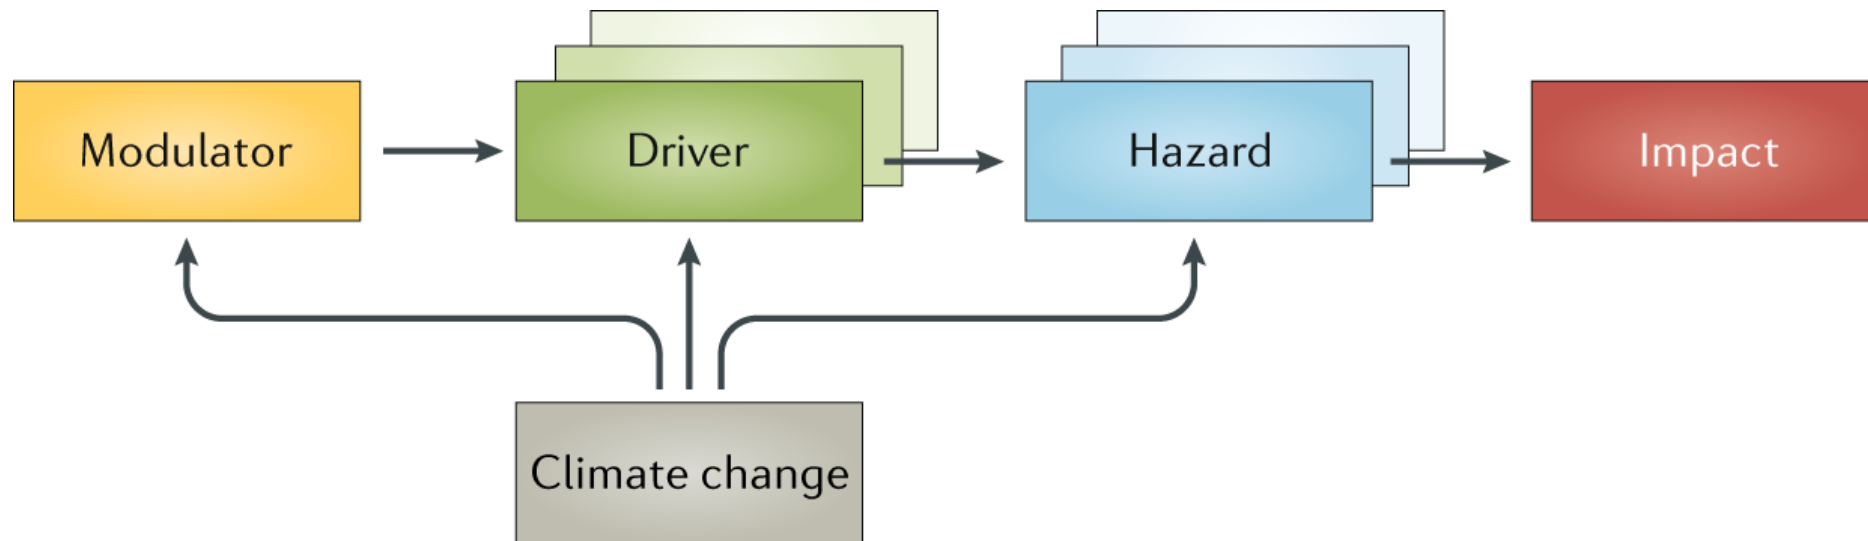 Modulator
Driver
Hazard
Impact
Climate change